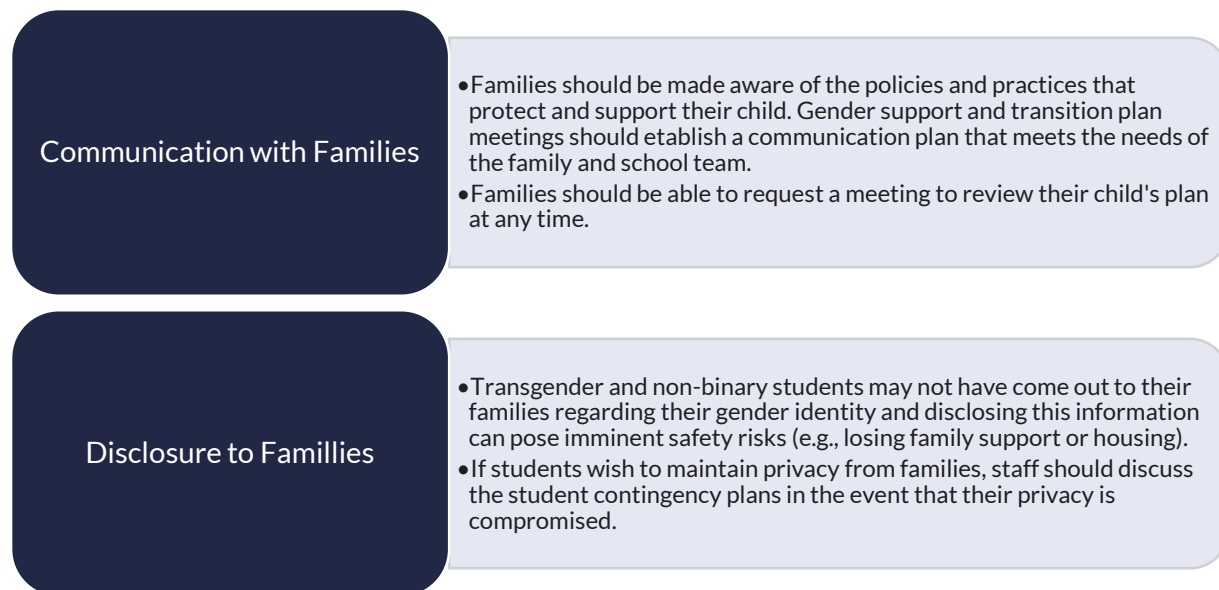 Communication with Families
•Families should be made aware of the policies and practices that
protect and support their child. Gender support and transition plan
meetings should etablish a communication plan that meets the needs of
the family and school team.
•Families should be able to request a meeting to review their child's plan
at any time.
Disclosure to Famillies
•Transgender and non-binary students may not have come out to their
families regarding their gender identity and disclosing this information
can pose imminent safety risks (e.g., losing family support or housing).
•If students wish to maintain privacy from families, staff should discuss
the student contingency plans in the event that their privacy is
compromised.